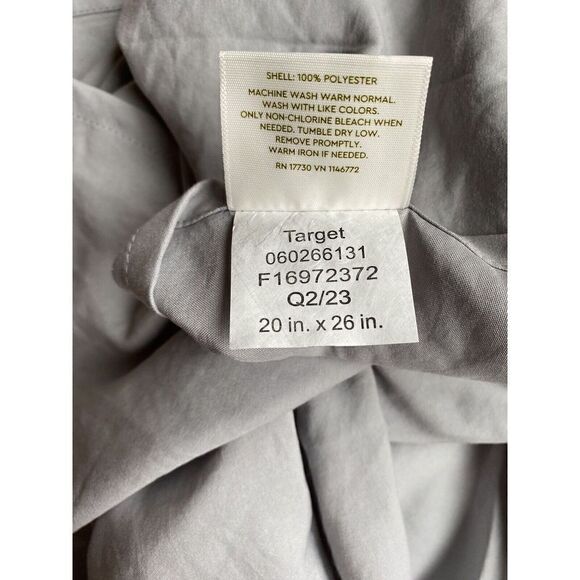 SHELL: 100% POLYESTER
MACHINE WASH WARM NORMAL.
WASH WITH LIKE COLORS.
ONLY NON-CHLORINE BLEACH WHEN
NEEDED. TUMBLE DRY LOW.
REMOVE PROMPTLY.
WARM IRON IF NEEDED.
RN 17730 VN 1146772
Target
060266131
F16972372
Q2/23
20 in. x 26 in.